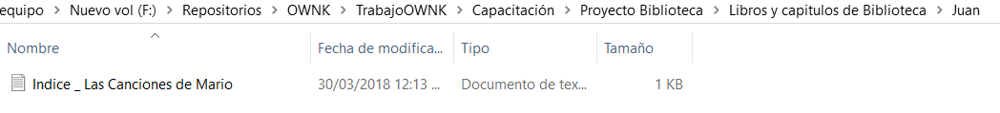 equipo > Nuevo vol (F:) > Repositorios > OWNK > TrabajoOWNK > Capacitación > Proyecto Biblioteca > Libros y capitulos de Biblioteca > Juan
Nombre Fecha de modifica... Tipo Tamaño
Indice _ Las Canciones de Mario 30/03/2018 12:13 ... Documento de tex... 1 KB